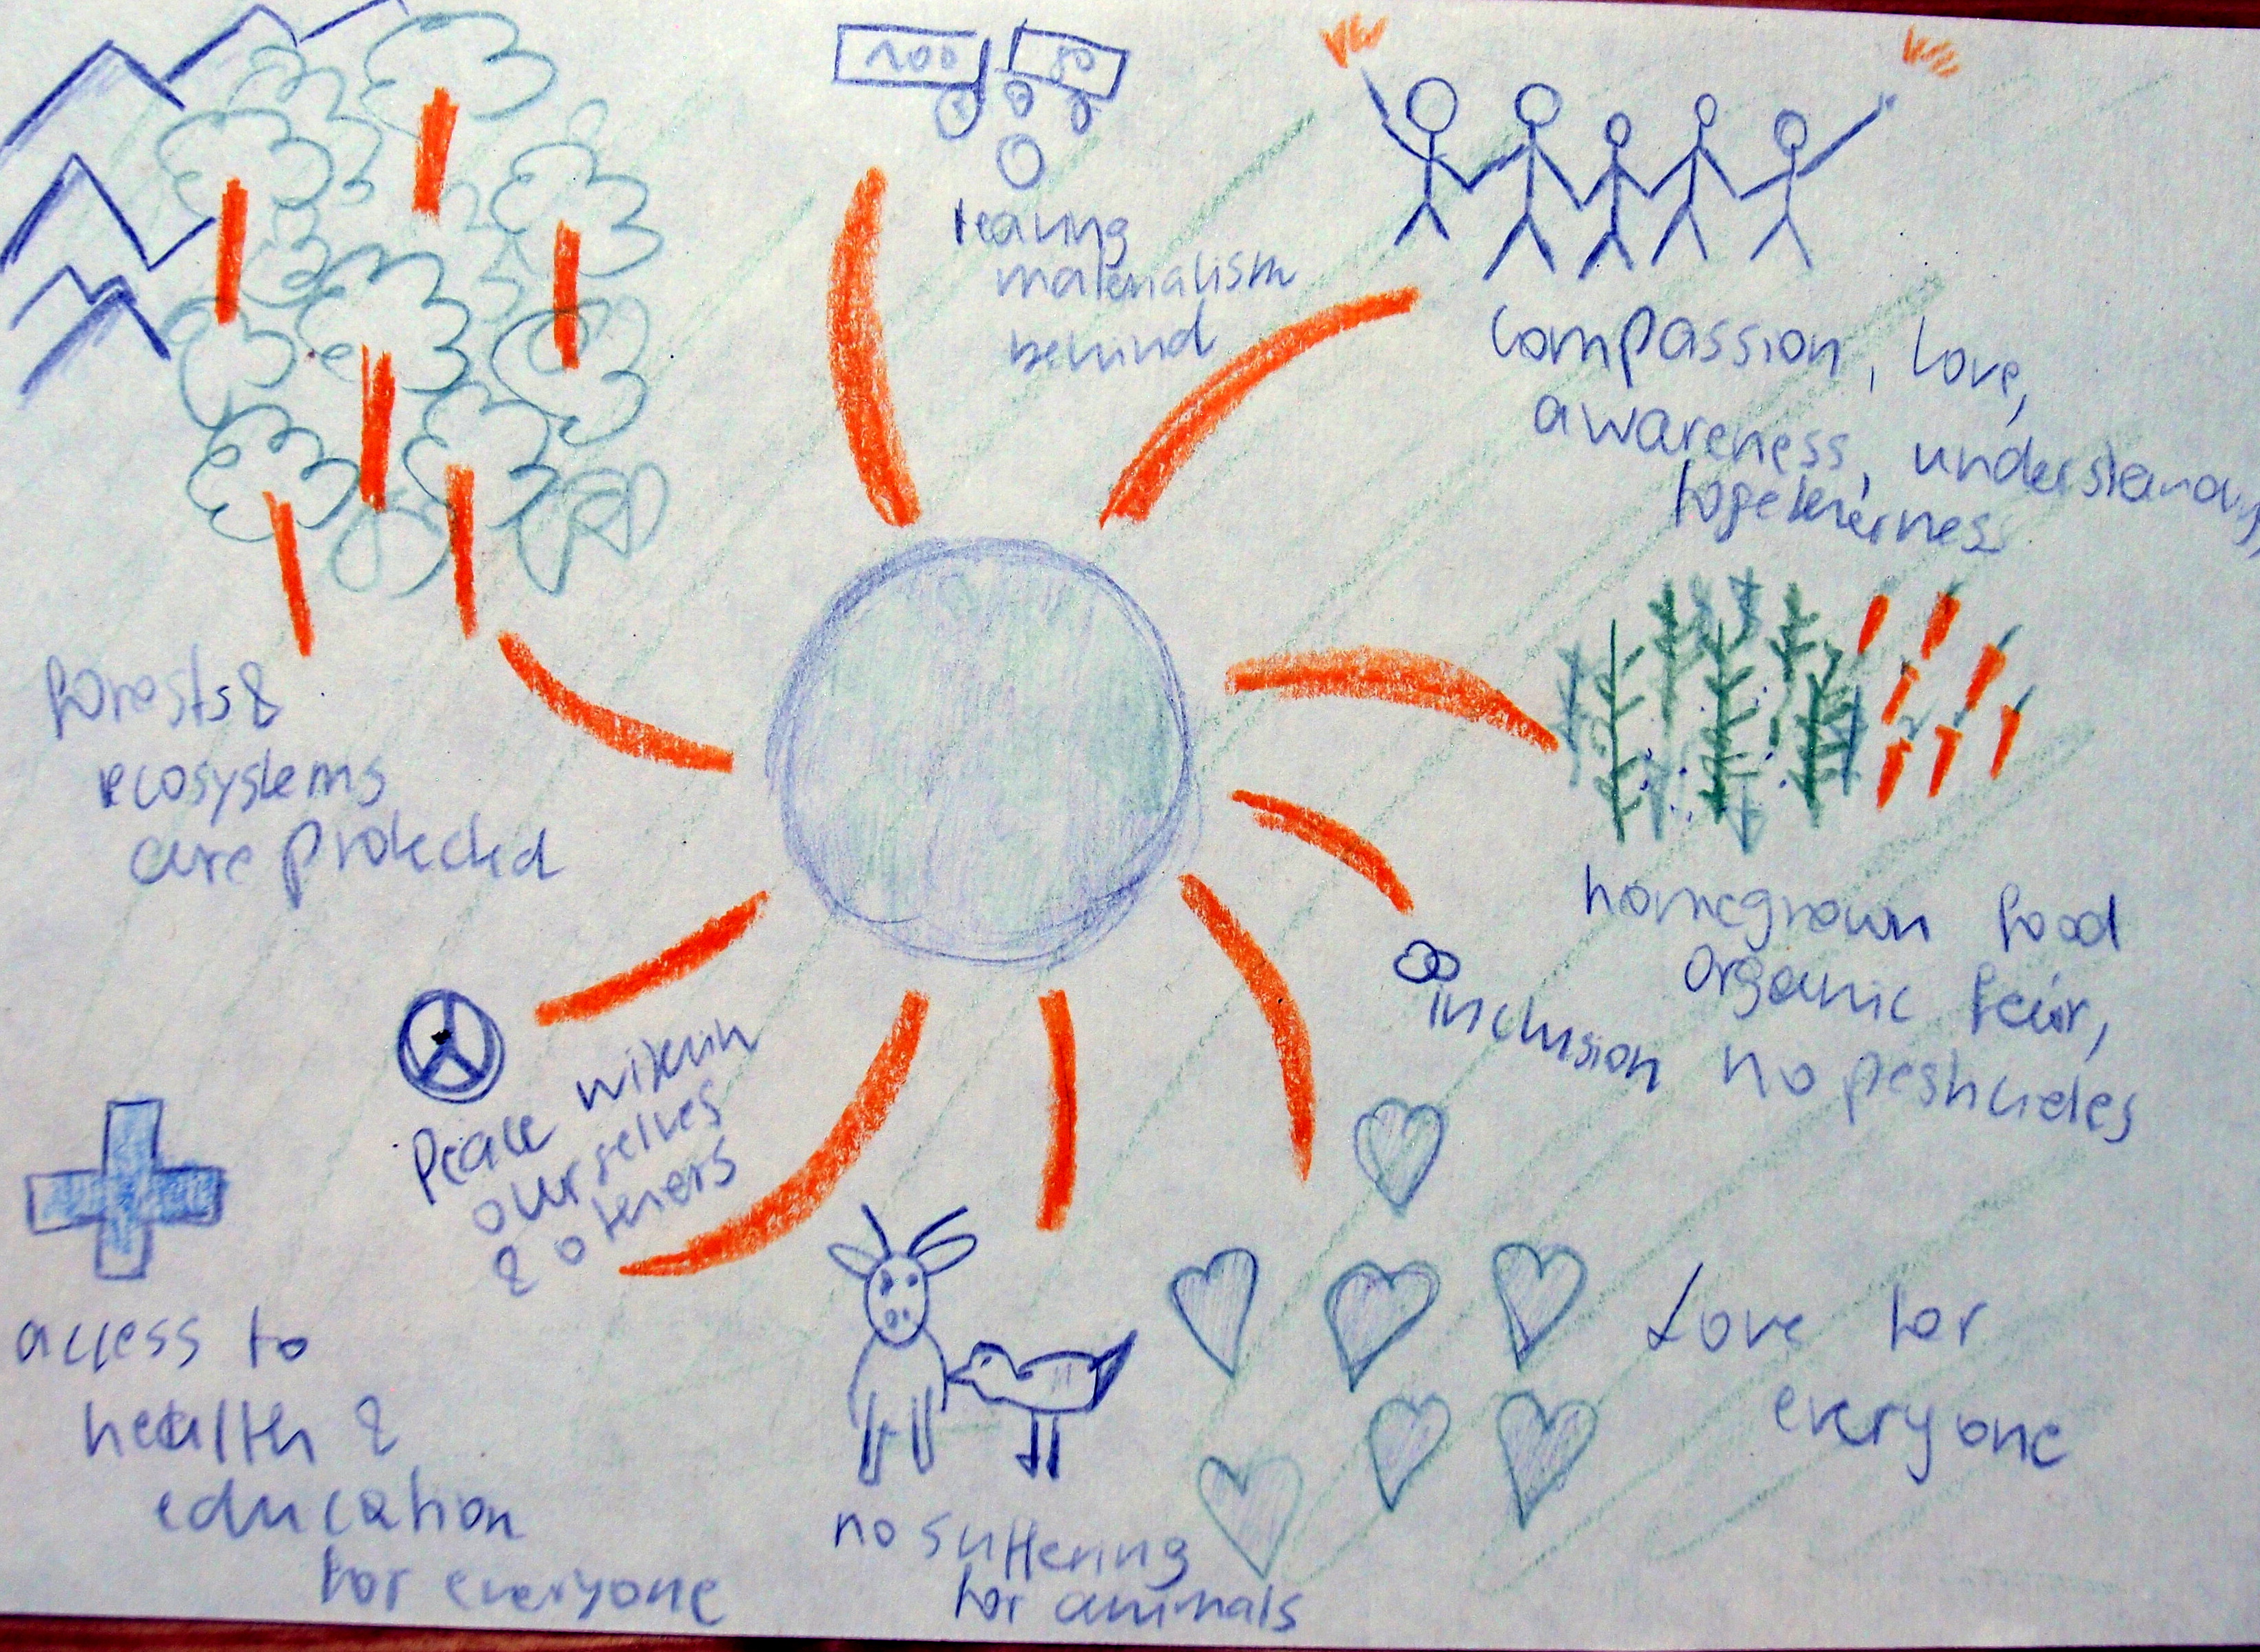 100 50
leaving
materialism
behind
compassion, love,
awareness, understanding,
togetherness
forests &
ecosystems
are protected
homegrown food
organic fair,
no pesticides
inclusion
Peace within
ourselves
& others
access to
health &
education
for everyone
no suffering
for animals
Love for
everyone